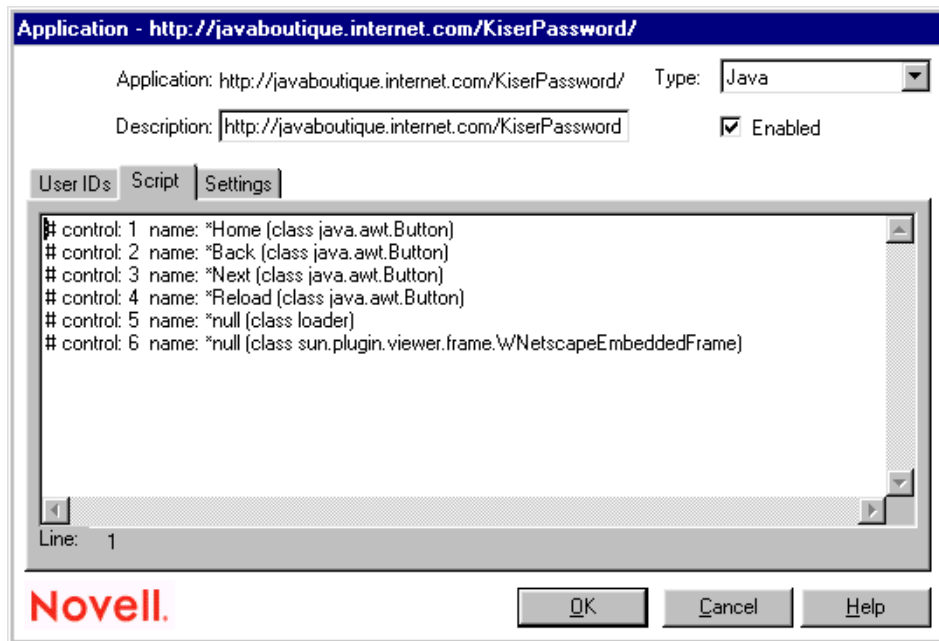 Application - http://javaboutique.internet.com/KiserPassword/
Application: http://javaboutique.internet.com/KiserPassword/ Type: Java
Description: http://javaboutique.internet.com/KiserPassword Enabled
User IDs Script Settings
# control: 1 name: *Home (class java.awt.Button)
# control: 2 name: *Back (class java.awt.Button)
# control: 3 name: *Next (class java.awt.Button)
# control: 4 name: *Reload (class java.awt.Button)
# control: 5 name: *null (class loader)
# control: 6 name: *null (class sun.plugin.viewer.frame.WNetscapeEmbeddedFrame)
Line: 1
Novell. OK Cancel Help